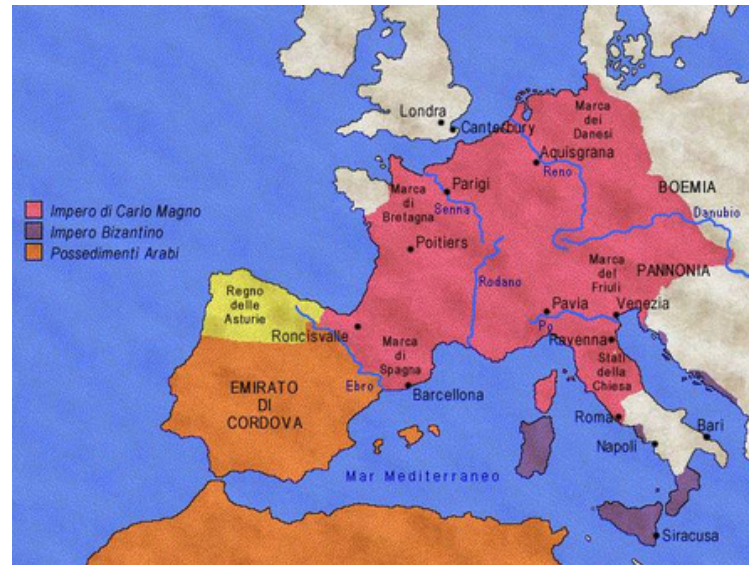 Londra
Canterbury
Marca
dei
Danesi
Aquisgrana
Reno
BOEMIA
Danubio
Parigi
Marca
di
Bretagna
Senna
Impero di Carlo Magno
Impero Bizantino
Possedimenti Arabi
Poitiers
PANNONIA
Marca
del
Friuli
Rodano
Pavia
Venezia
Regno
delle
Asturie
Roncisvalle
Po
Ravenna
Marca
di
Spagna
Stati
della
Chiesa
Ebro
Barcellona
EMIRATO
DI
CORDOVA
Roma
Bari
Napoli
Mar Mediterraneo
Siracusa